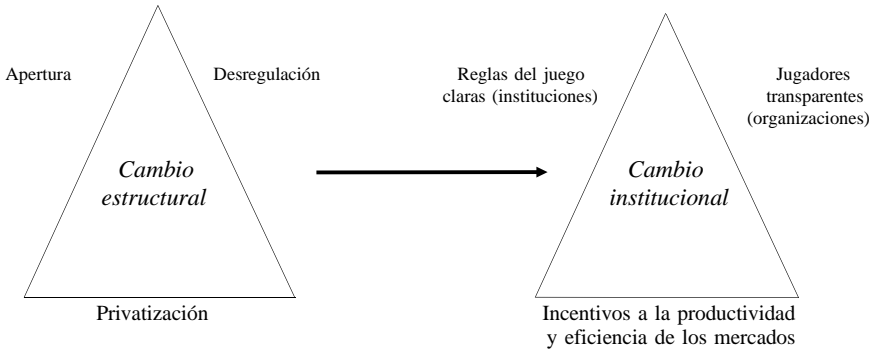 Apertura
Desregulación
Cambio
estructural
Privatización
Reglas del juego
claras (instituciones)
Jugadores
transparentes
(organizaciones)
Cambio
institucional
Incentivos a la productividad
y eficiencia de los mercados